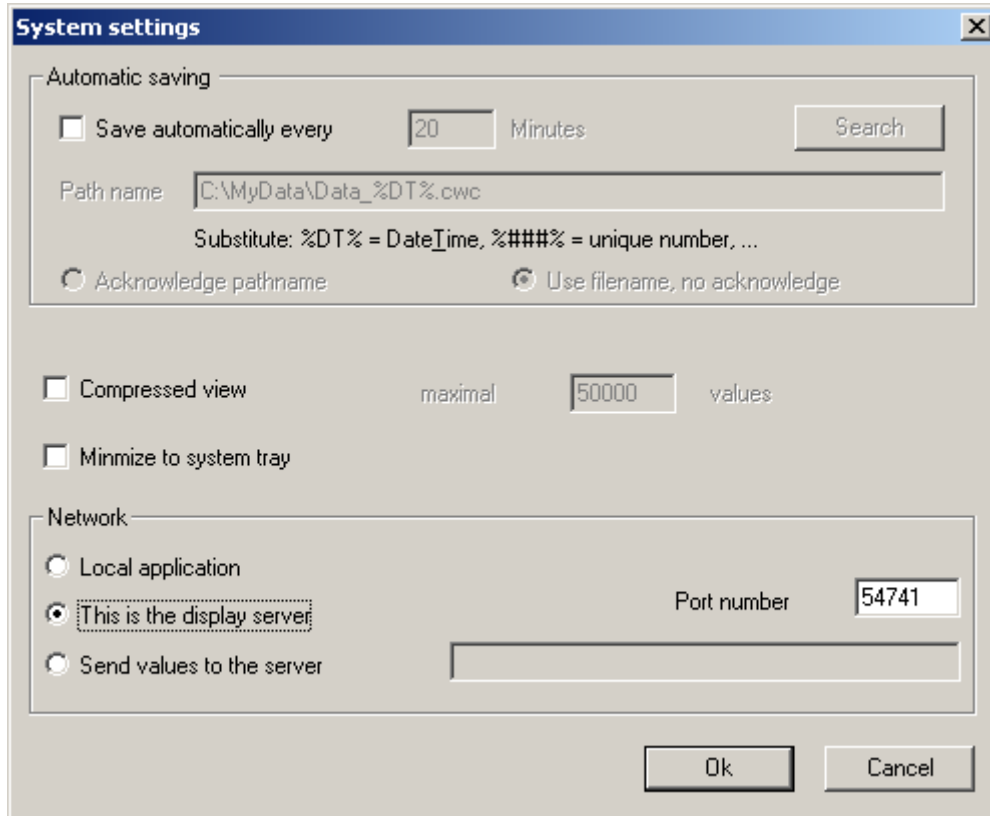 System settings
Automatic saving
Save automatically every 20 Minutes Search
Path name C:\MyData\Data_%DT%.cwc
Substitute: %DT% = DateTime, %###% = unique number, ...
Acknowledge pathname Use filename, no acknowledge
Compressed view maximal 50000 values
Minmize to system tray
Network
Local application
This is the display server Port number 54741
Send values to the server
Ok Cancel